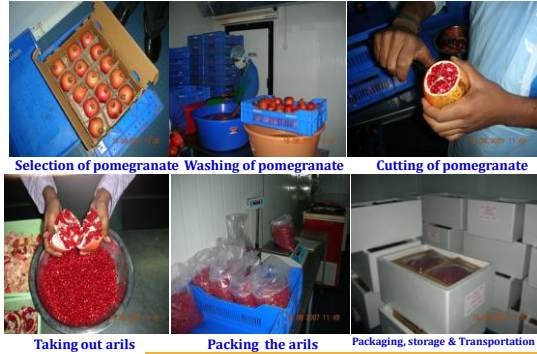 Selection of pomegranate Washing of pomegranate Cutting of pomegranate
Taking out arils Packing the arils Packaging, storage & Transportation